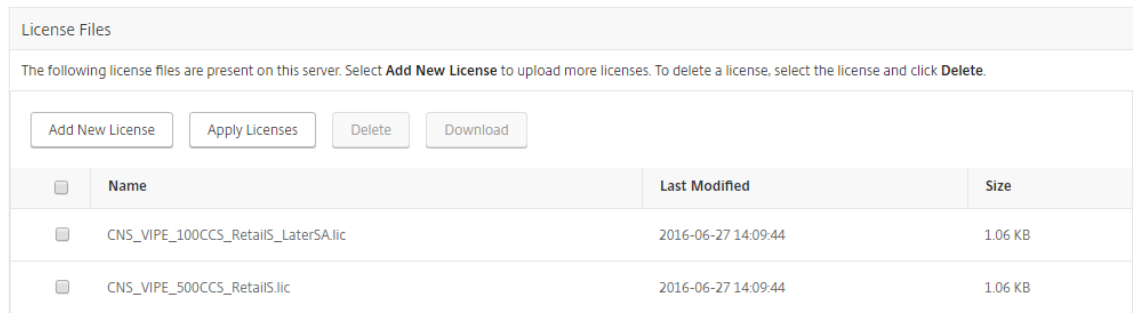 License Files
The following license files are present on this server. Select Add New License to upload more licenses. To delete a license, select the license and click Delete.
Add New License Apply Licenses Delete Download
Name Last Modified Size
CNS_VIPE_100CCS_RetailS_LaterSA.lic 2016-06-27 14:09:44 1.06 KB
CNS_VIPE_500CCS_RetailS.lic 2016-06-27 14:09:44 1.06 KB